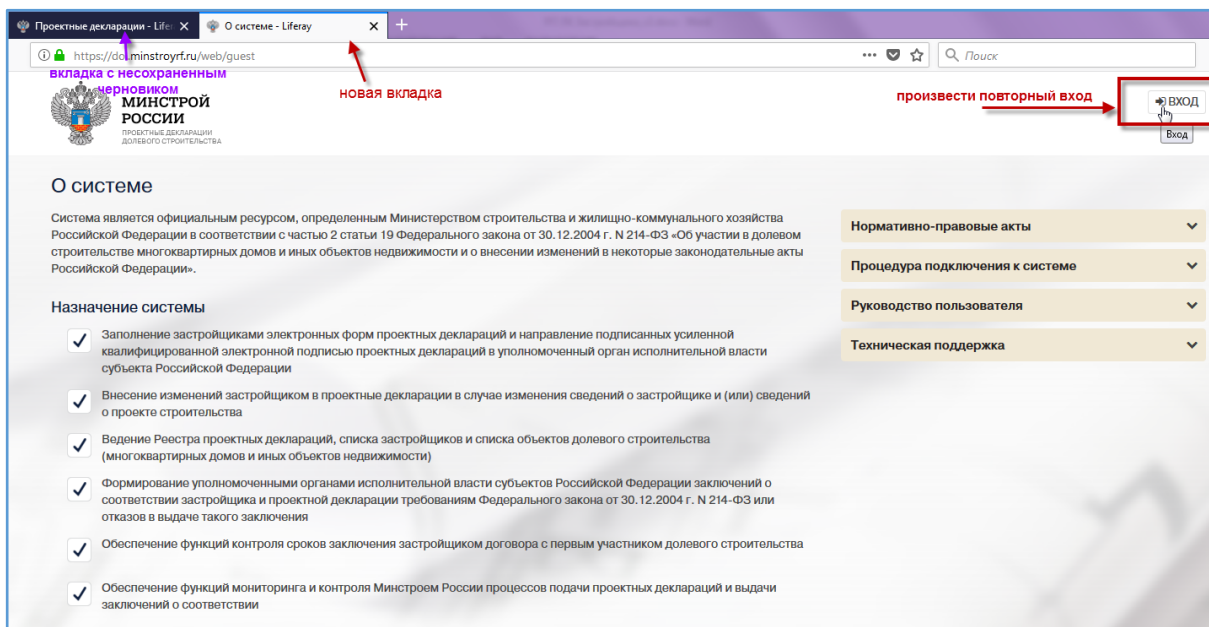 Проектные декларации - Lifer
О системе - Liferay
https://do.minstroyrf.ru/web/guest
Поиск
вкладка с несохраненным
черновиком
новая вкладка
произвести повторный вход
ВХОД
Вход
МИНСТРОЙ
РОССИИ
ПРОЕКТНЫЕ ДЕКЛАРАЦИИ
ДОЛЕВОГО СТРОИТЕЛЬСТВА
О системе
Система является официальным ресурсом, определенным Министерством строительства и жилищно-коммунального хозяйства
Российской Федерации в соответствии с частью 2 статьи 19 Федерального закона от 30.12.2004 г. N 214-ФЗ «Об участии в долевом
строительстве многоквартирных домов и иных объектов недвижимости и о внесении изменений в некоторые законодательные акты
Российской Федерации».
Назначение системы
Заполнение застройщиками электронных форм проектных деклараций и направление подписанных усиленной
квалифицированной электронной подписью проектных деклараций в уполномоченный орган исполнительной власти
субъекта Российской Федерации
Внесение изменений застройщиком в проектные декларации в случае изменения сведений о застройщике и (или) сведений
о проекте строительства
Ведение Реестра проектных деклараций, списка застройщиков и списка объектов долевого строительства
(многоквартирных домов и иных объектов недвижимости)
Формирование уполномоченными органами исполнительной власти субъектов Российской Федерации заключений о
соответствии застройщика и проектной декларации требованиям Федерального закона от 30.12.2004 г. N 214-ФЗ или
отказов в выдаче такого заключения
Обеспечение функций контроля сроков заключения застройщиком договора с первым участником долевого строительства
Обеспечение функций мониторинга и контроля Минстроем России процессов подачи проектных деклараций и выдачи
заключений о соответствии
Нормативно-правовые акты
Процедура подключения к системе
Руководство пользователя
Техническая поддержка